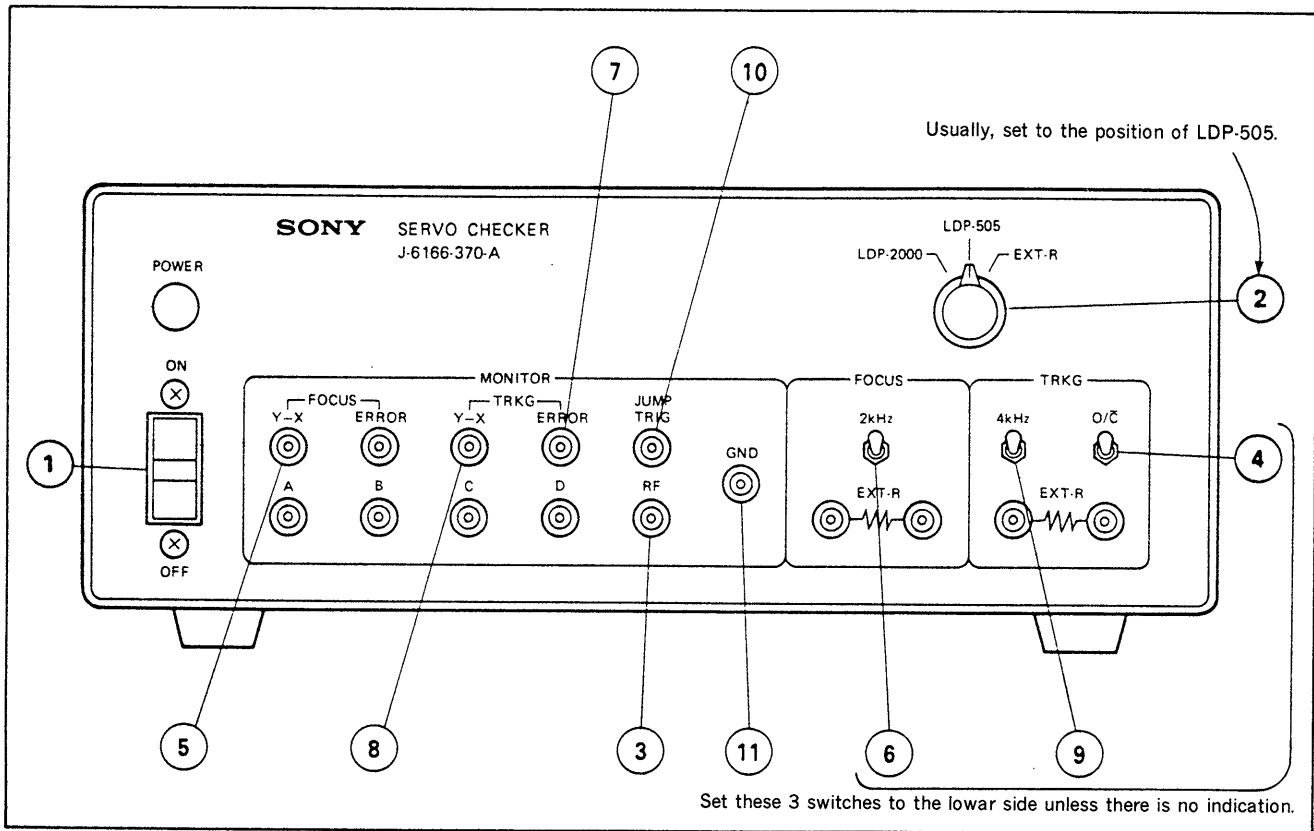 7
10
Usually, set to the position of LDP-505.
SONY SERVO CHECKER
J-6166-370-A
LDP-505
LDP-2000
EXT-R
2
POWER
ON
OFF
1
MONITOR
FOCUS
Y-X
ERROR
TRKG
Y-X
ERROR
JUMP
TRIG
A
B
C
D
RF
GND
FOCUS
2kHz
EXT-R
TRKG
4kHz
O/C̄
EXT-R
4
5
8
3
11
6
9
Set these 3 switches to the lowar side unless there is no indication.